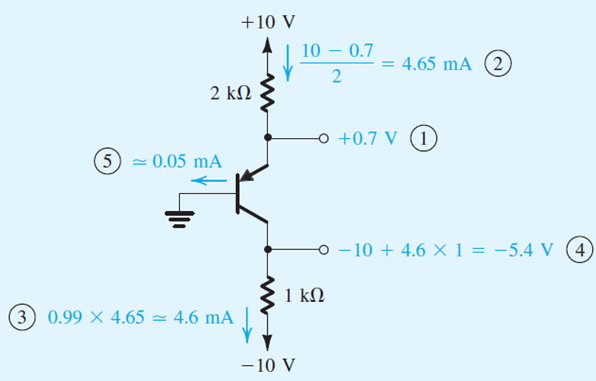 +10 V
10 − 0.7
2
= 4.65 mA ②
2 kΩ
+0.7 V ①
⑤ ≃ 0.05 mA
−10 + 4.6 × 1 = −5.4 V ④
1 kΩ
③ 0.99 × 4.65 ≃ 4.6 mA
−10 V